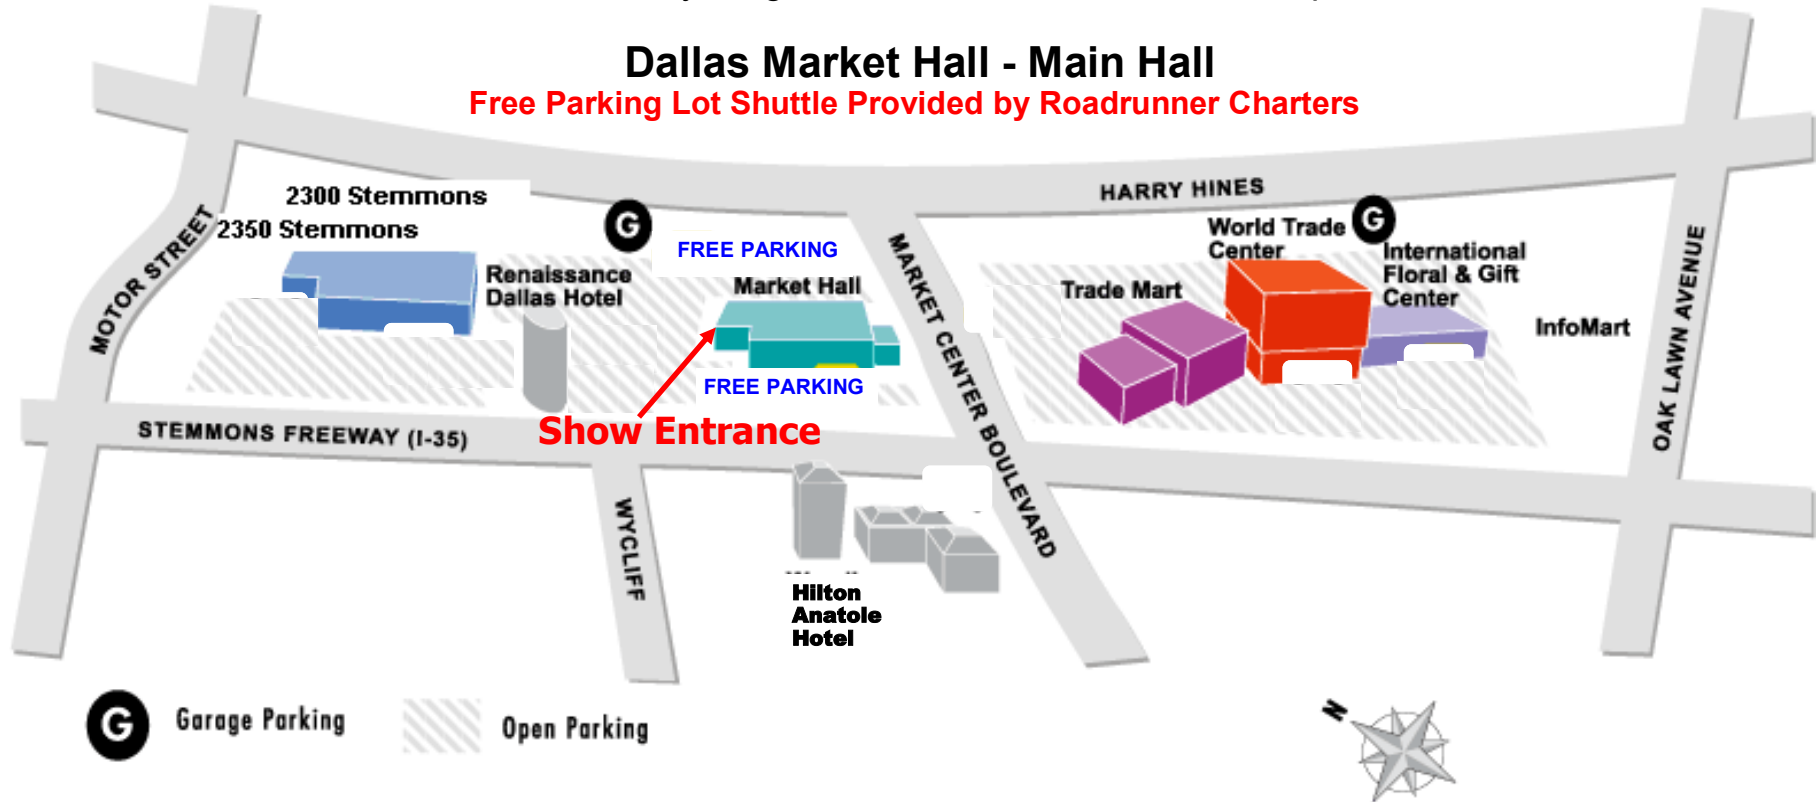 Dallas Market Hall - Main Hall
Free Parking Lot Shuttle Provided by Roadrunner Charters
HARRY HINES
2300 Stemmons
2350 Stemmons
MOTOR STREET
G
FREE PARKING
Renaissance
Dallas Hotel
Market Hall
MARKET CENTER BOULEVARD
World Trade
Center
G
International
Floral & Gift
Center
Trade Mart
InfoMart
OAK LAWN AVENUE
FREE PARKING
Show Entrance
STEMMONS FREEWAY (I-35)
WYCLIFF
Hilton
Anatole
Hotel
G
Garage Parking
Open Parking
N